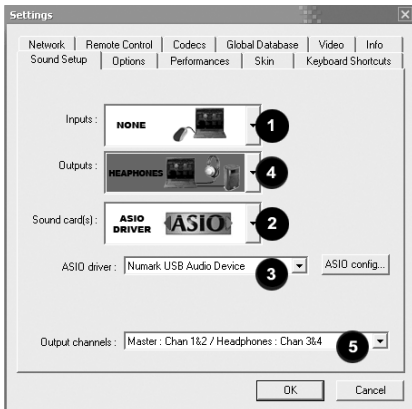 Settings
Network Remote Control Codecs Global Database Video Info
Sound Setup Options Performances Skin Keyboard Shortcuts
Inputs : NONE 1
Outputs : HEAPHONES 4
Sound card(s) : ASIO DRIVER ASIO 2
ASIO driver : Numark USB Audio Device 3 ASIO config...
Output channels : Master : Chan 1&2 / Headphones : Chan 3&4 5
OK Cancel